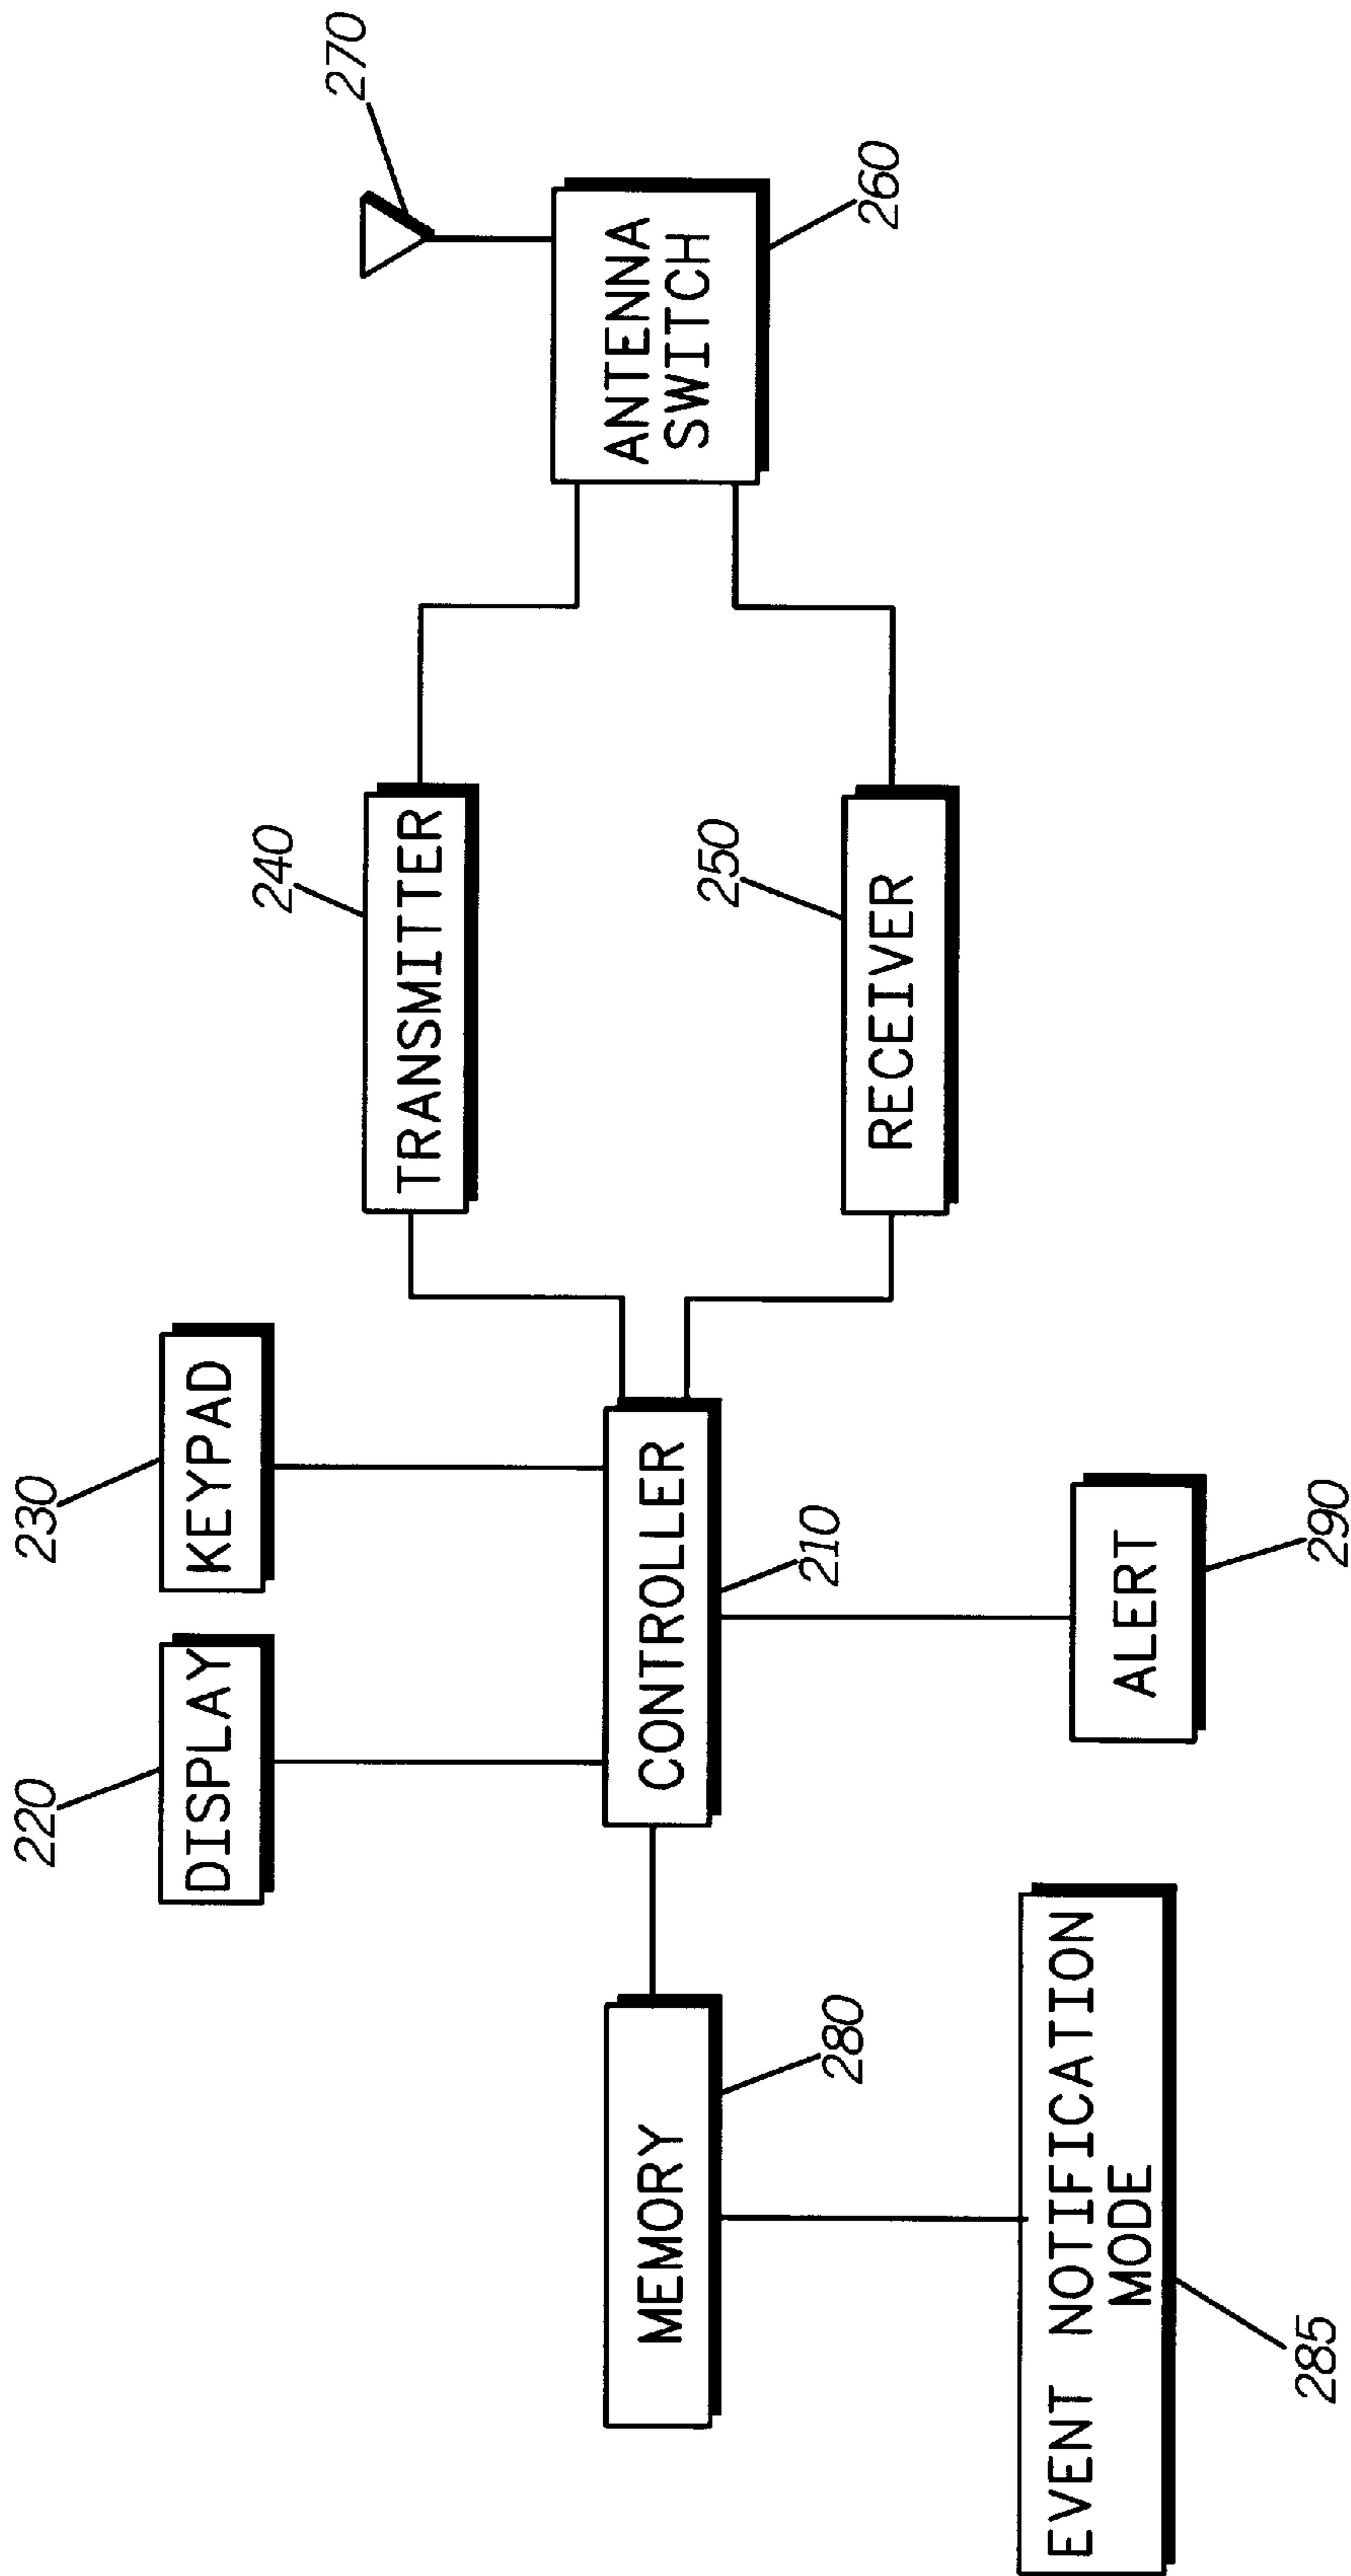 220
230
DISPLAY
KEYPAD
240
270
TRANSMITTER
MEMORY
CONTROLLER
ANTENNA
SWITCH
280
210
250
260
RECEIVER
EVENT NOTIFICATION
MODE
ALERT
285
290